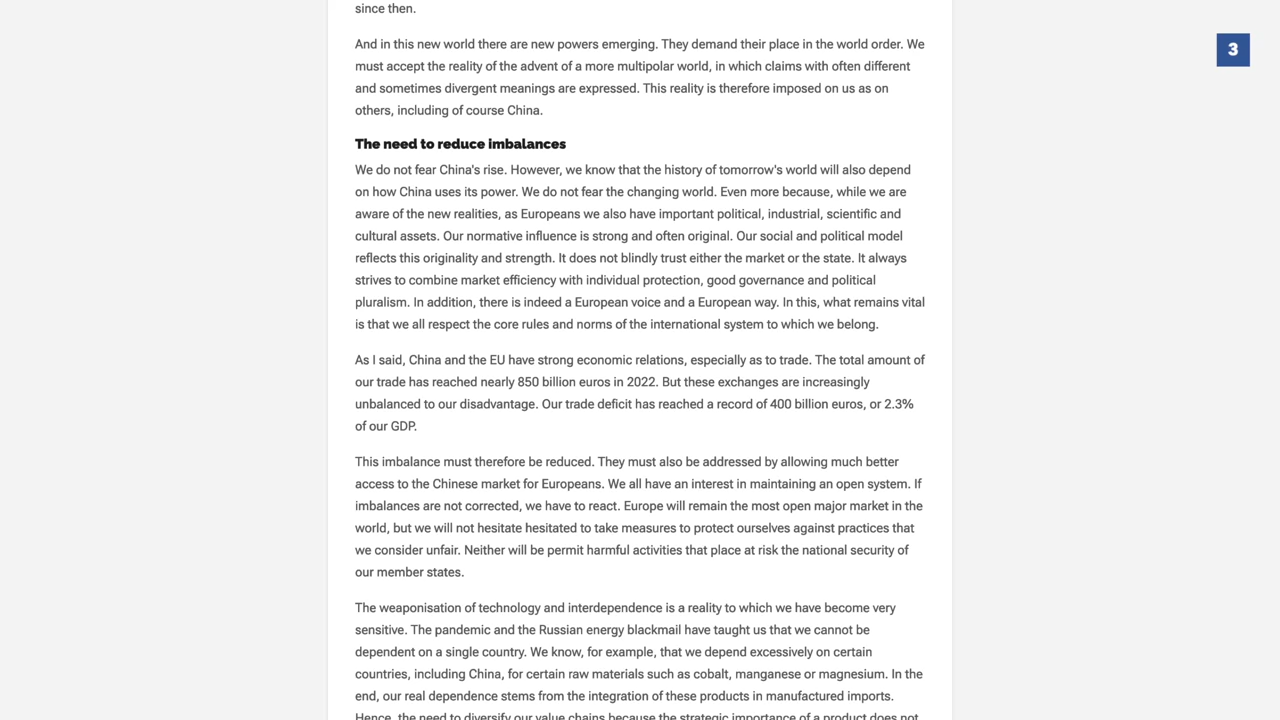 since then.
3
And in this new world there are new powers emerging. They demand their place in the world order. We
must accept the reality of the advent of a more multipolar world, in which claims with often different
and sometimes divergent meanings are expressed. This reality is therefore imposed on us as on
others, including of course China.
The need to reduce imbalances
We do not fear China's rise. However, we know that the history of tomorrow's world will also depend
on how China uses its power. We do not fear the changing world. Even more because, while we are
aware of the new realities, as Europeans we also have important political, industrial, scientific and
cultural assets. Our normative influence is strong and often original. Our social and political model
reflects this originality and strength. It does not blindly trust either the market or the state. It always
strives to combine market efficiency with individual protection, good governance and political
pluralism. In addition, there is indeed a European voice and a European way. In this, what remains vital
is that we all respect the core rules and norms of the international system to which we belong.
As I said, China and the EU have strong economic relations, especially as to trade. The total amount of
our trade has reached nearly 850 billion euros in 2022. But these exchanges are increasingly
unbalanced to our disadvantage. Our trade deficit has reached a record of 400 billion euros, or 2.3%
of our GDP.
This imbalance must therefore be reduced. They must also be addressed by allowing much better
access to the Chinese market for Europeans. We all have an interest in maintaining an open system. If
imbalances are not corrected, we have to react. Europe will remain the most open major market in the
world, but we will not hesitate hesitated to take measures to protect ourselves against practices that
we consider unfair. Neither will be permit harmful activities that place at risk the national security of
our member states.
The weaponisation of technology and interdependence is a reality to which we have become very
sensitive. The pandemic and the Russian energy blackmail have taught us that we cannot be
dependent on a single country. We know, for example, that we depend excessively on certain
countries, including China, for certain raw materials such as cobalt, manganese or magnesium. In the
end, our real dependence stems from the integration of these products in manufactured imports.
Hence, the need to diversify our value chains because the strategic importance of a product does not